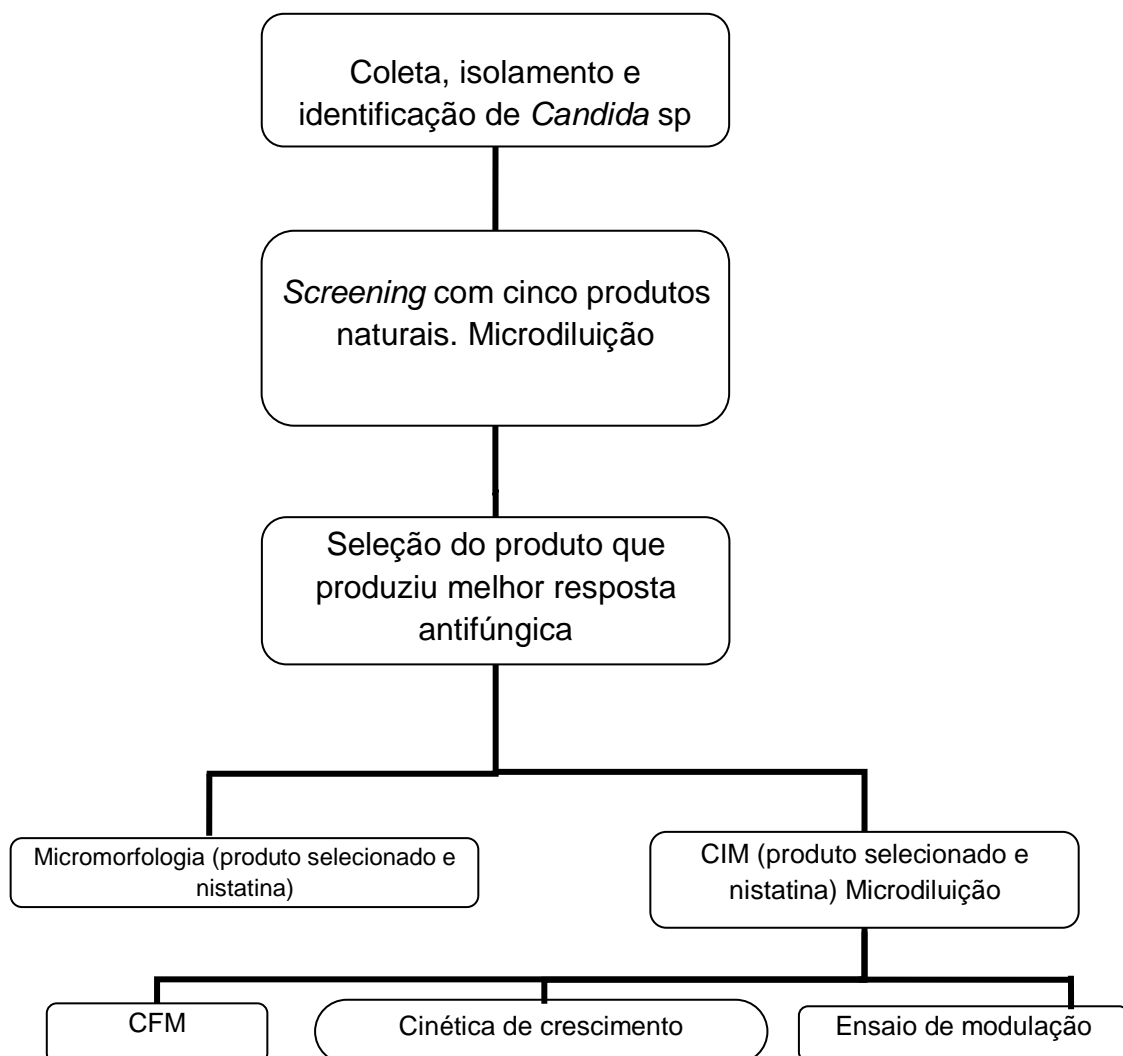 Coleta, isolamento e
identificação de Candida sp
Screening com cinco produtos
naturais. Microdiluição
Seleção do produto que
produziu melhor resposta
antifúngica
Micromorfologia (produto selecionado e
nistatina)
CIM (produto selecionado e
nistatina) Microdiluição
CFM
Cinética de crescimento
Ensaio de modulação